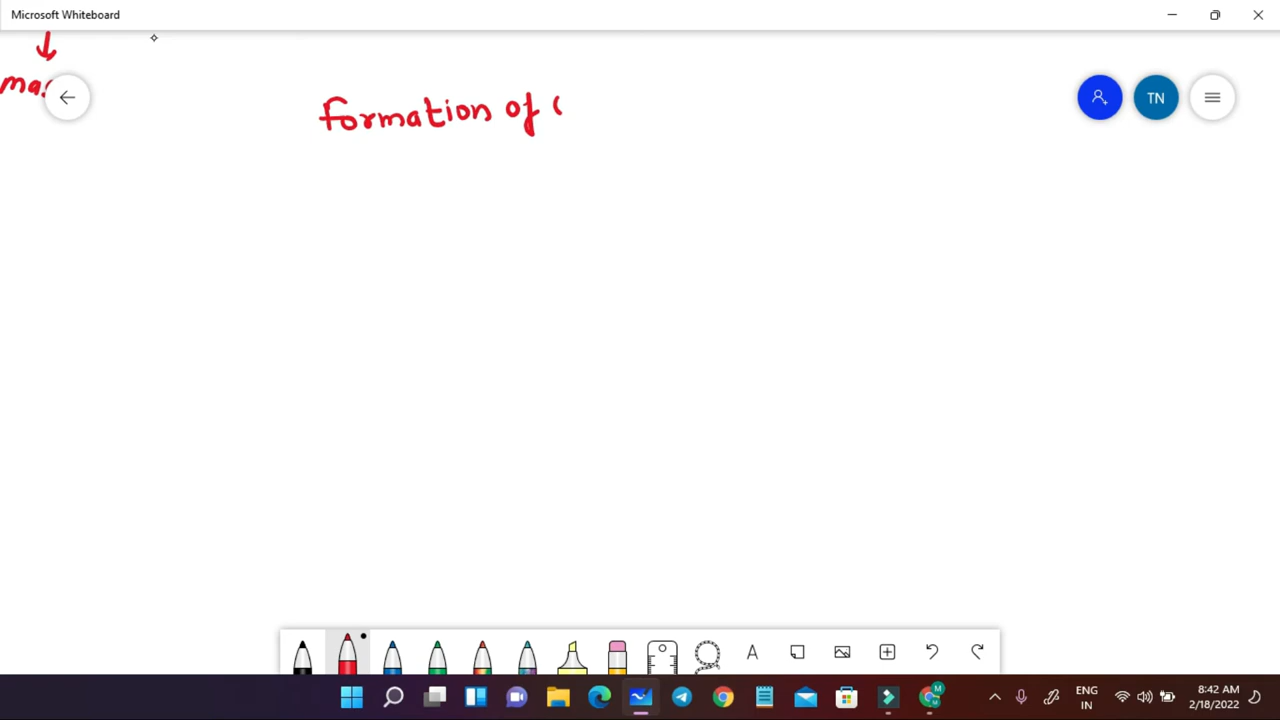 Microsoft Whiteboard
formation of
TN
A
ENG
IN
8:42 AM
2/18/2022
M